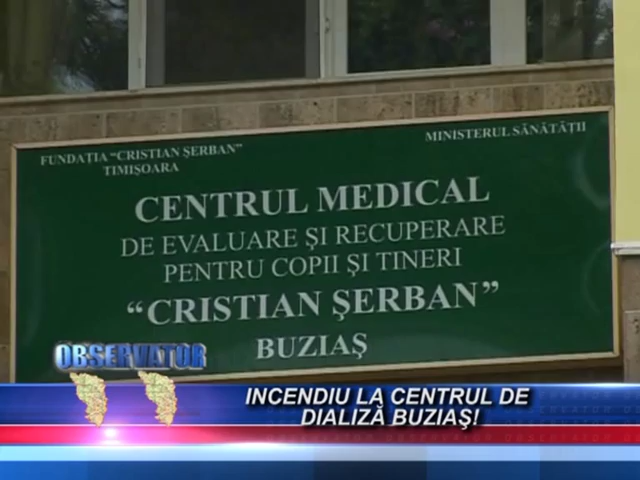 FUNDAȚIA "CRISTIAN ȘERBAN"
TIMIȘOARA
MINISTERUL SĂNĂTĂȚII
CENTRUL MEDICAL
DE EVALUARE ȘI RECUPERARE
PENTRU COPII ȘI TINERI
"CRISTIAN ȘERBAN"
BUZIAȘ
OBSERVATOR
INCENDIU LA CENTRUL DE
DIALIZĂ BUZIAŞ!